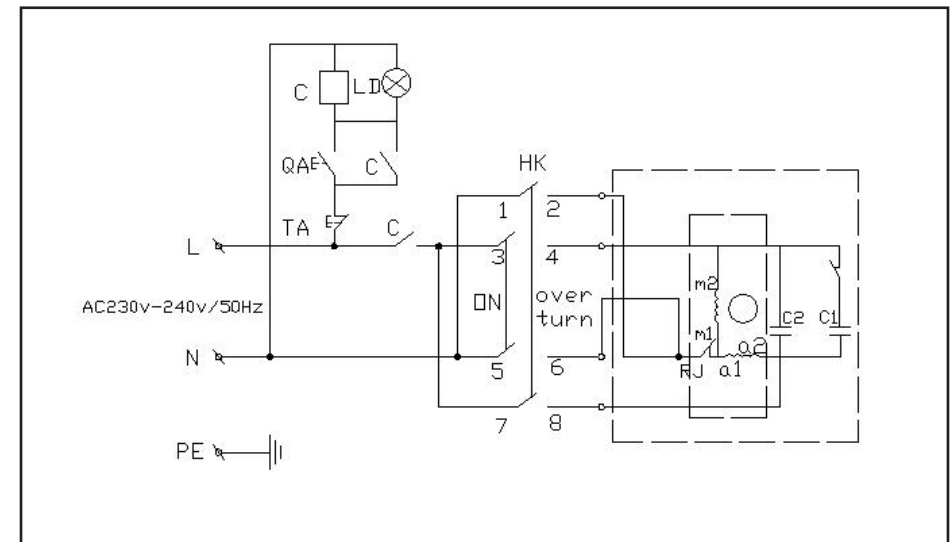 C LD
QA C HK
1 2
TA C
L 3 4
m2
AC230v-240v/50Hz ON over
turn C2 C1
m1 a2
N 5 6 RJ a1
7 8
PE